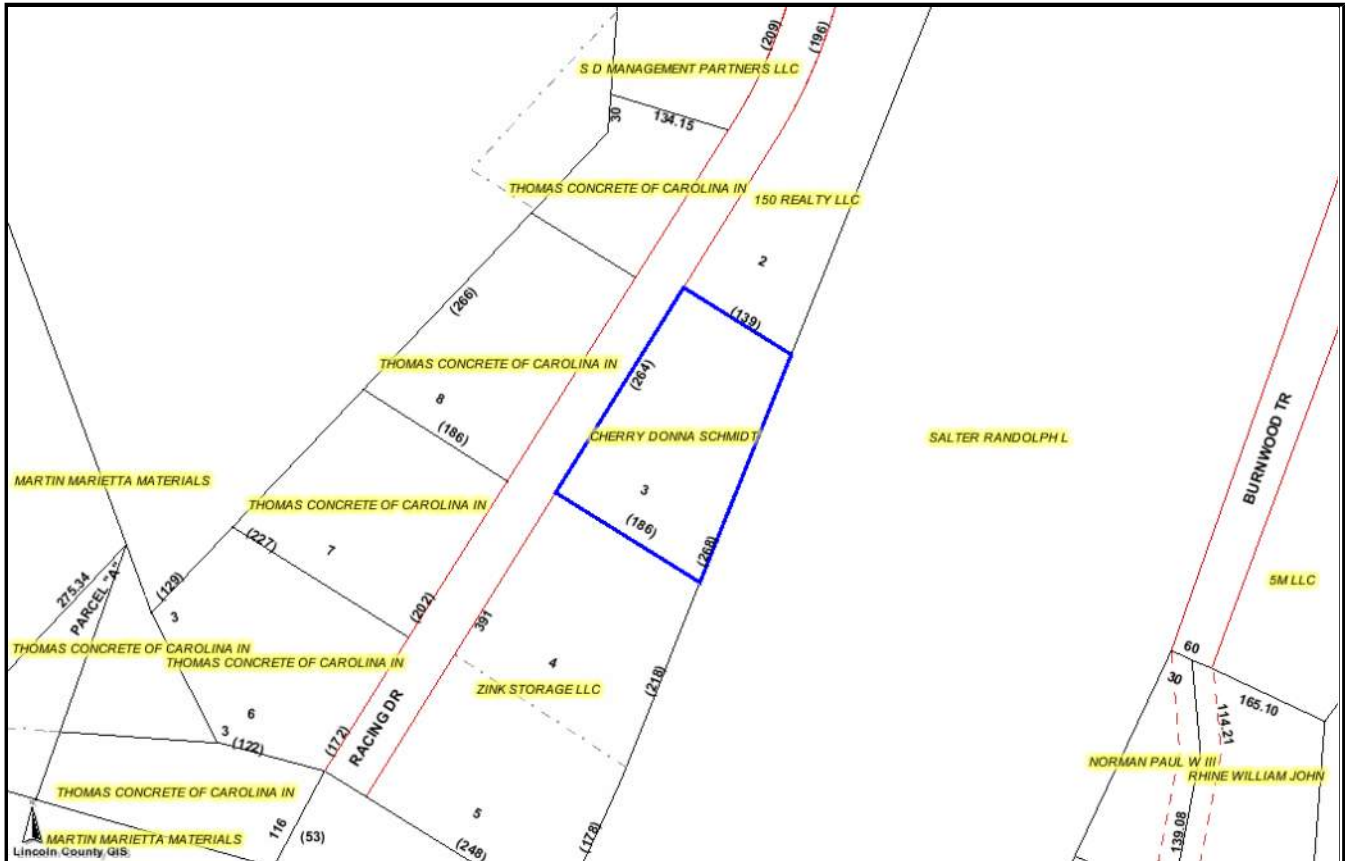 (209)
(196)
S D MANAGEMENT PARTNERS LLC
30
134.15
THOMAS CONCRETE OF CAROLINA IN
150 REALTY LLC
2
(266)
(139)
THOMAS CONCRETE OF CAROLINA IN
(264)
8
(186)
CHERRY DONNA SCHMIDT
SALTER RANDOLPH L
BURNWOOD TR
MARTIN MARIETTA MATERIALS
THOMAS CONCRETE OF CAROLINA IN
3
(186)
(227)
7
(268)
275.34
PARCEL "A"
(129)
3
(202)
391
5M LLC
THOMAS CONCRETE OF CAROLINA IN
THOMAS CONCRETE OF CAROLINA IN
4
ZINK STORAGE LLC
(218)
60
30
165.10
114.21
6
3
(122)
(172)
RACING DR
NORMAN PAUL W III
RHINE WILLIAM JOHN
THOMAS CONCRETE OF CAROLINA IN
5
116
(53)
(248)
(178)
139.08
MARTIN MARIETTA MATERIALS
Lincoln County GIS